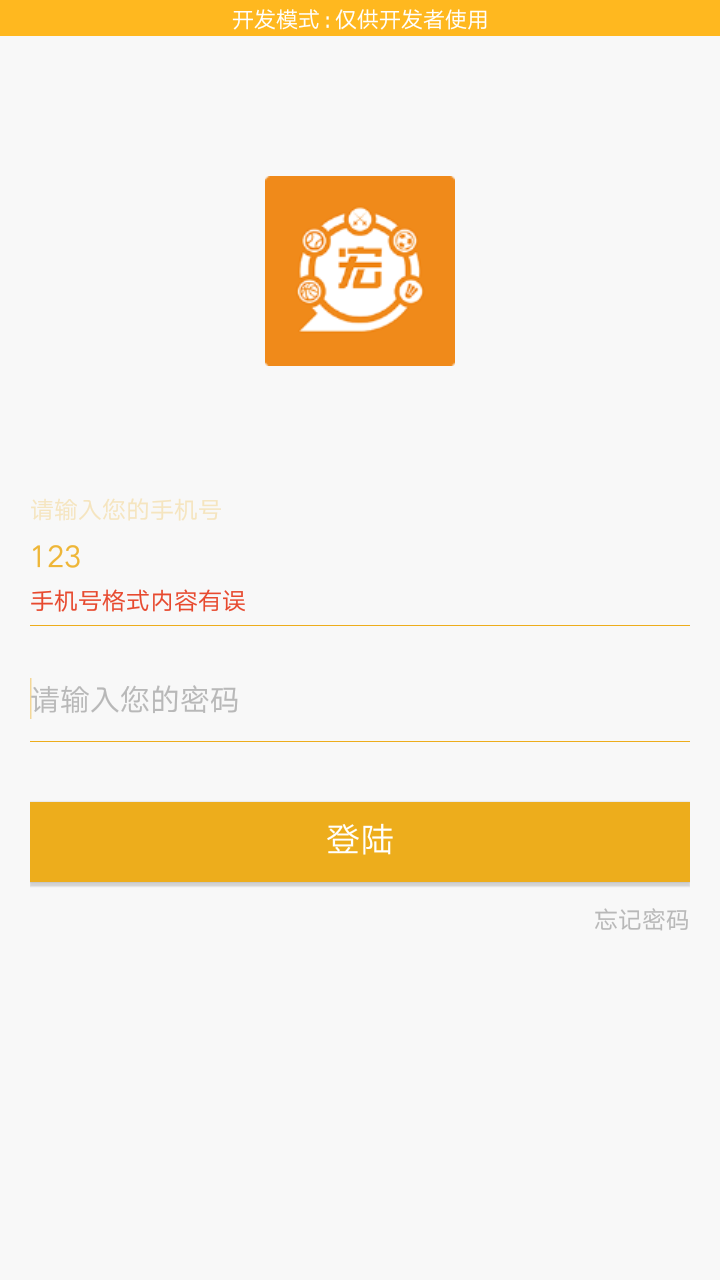 开发模式 : 仅供开发者使用
宏
请输入您的手机号
123
手机号格式内容有误
请输入您的密码
登陆
忘记密码